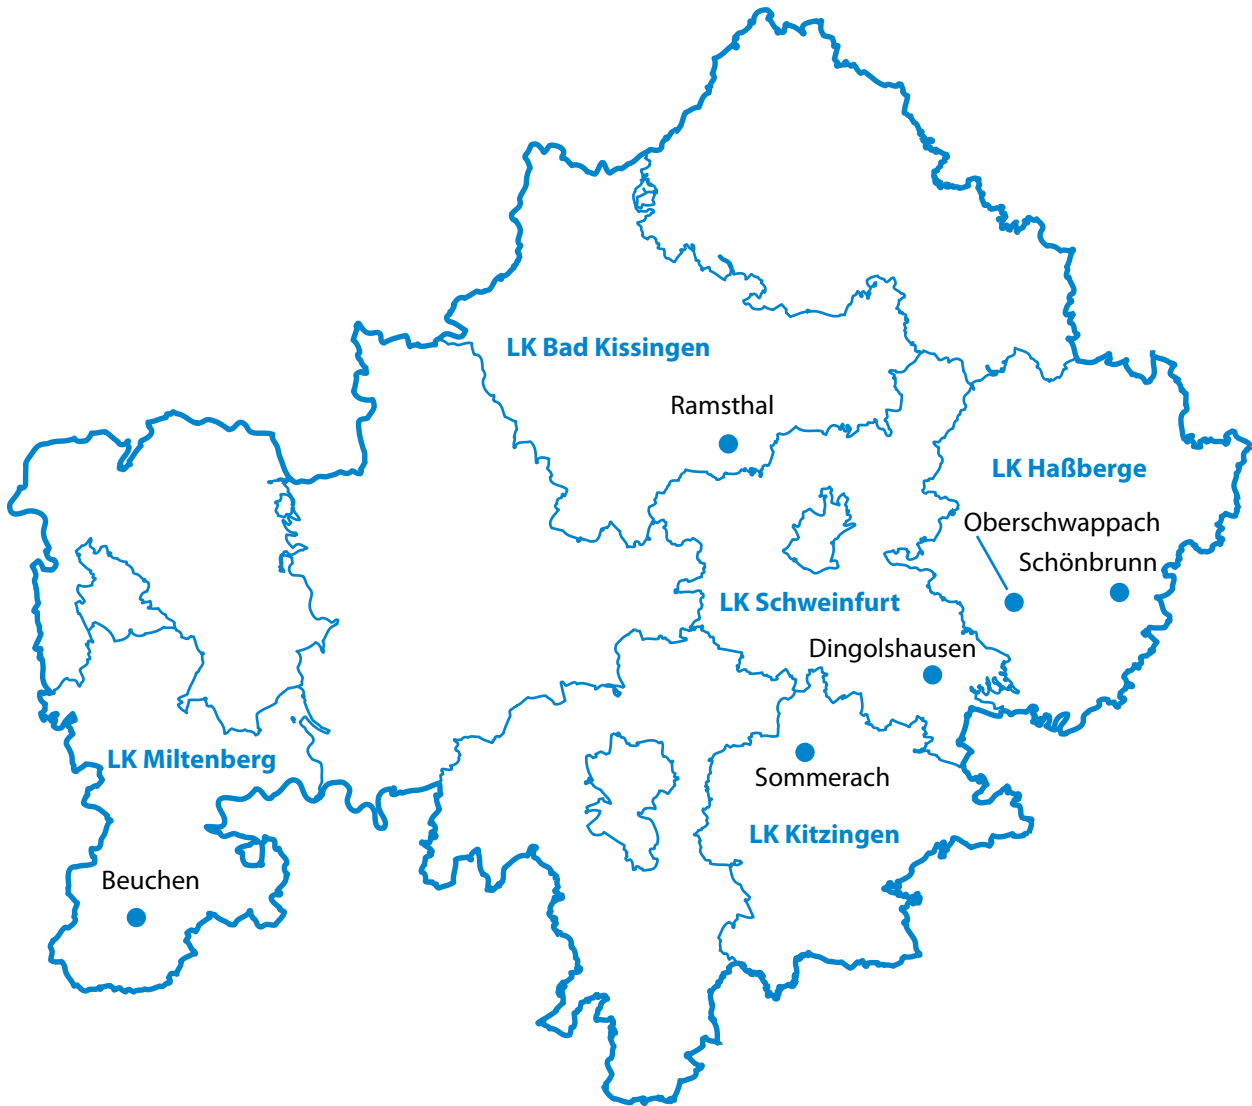 LK Bad Kissingen
Ramsthal
LK Haßberge
Oberschwappach
Schönbrunn
LK Schweinfurt
Dingolshausen
LK Miltenberg
Sommerach
LK Kitzingen
Beuchen